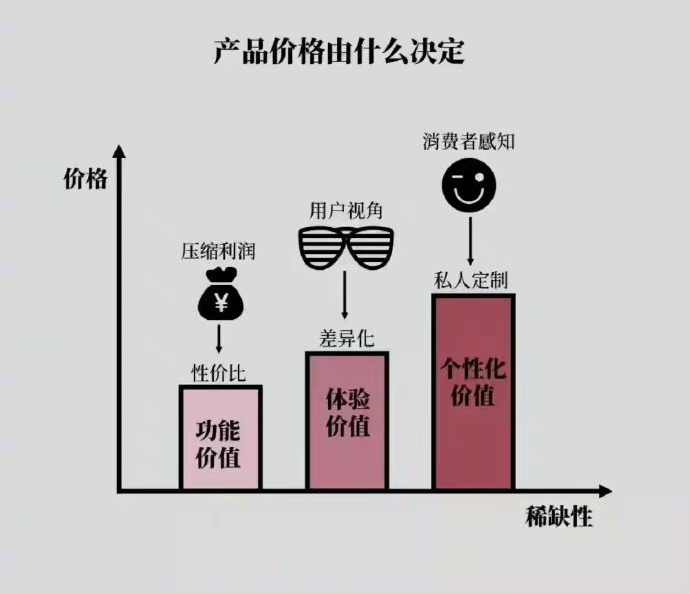 产品价格由什么决定
消费者感知
价格
用户视角
压缩利润
¥
私人定制
差异化
性价比
个性化
价值
体验
价值
功能
价值
稀缺性